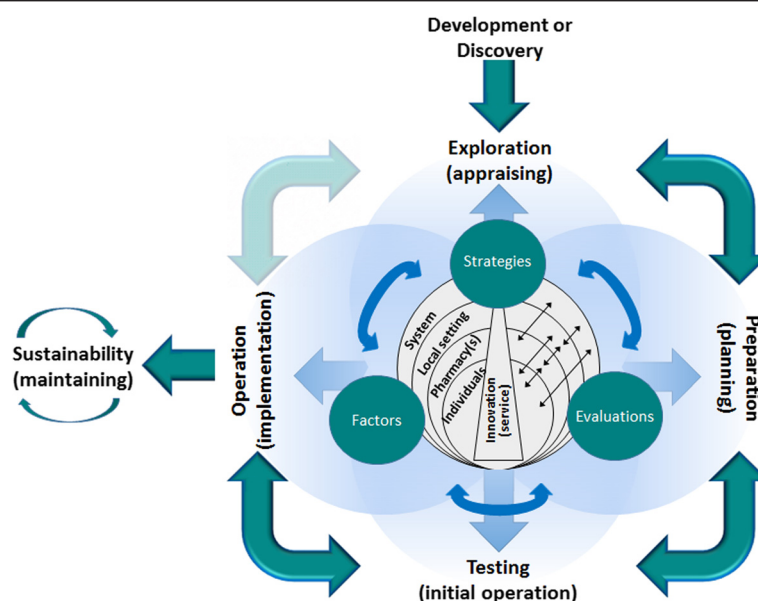 Development or
Discovery
Exploration
(appraising)
Strategies
System
Local setting
Pharmacy(s)
Individuals
Innovation
(service)
Factors
Evaluations
Operation
(implementation)
Preparation
(planning)
Sustainability
(maintaining)
Testing
(initial operation)